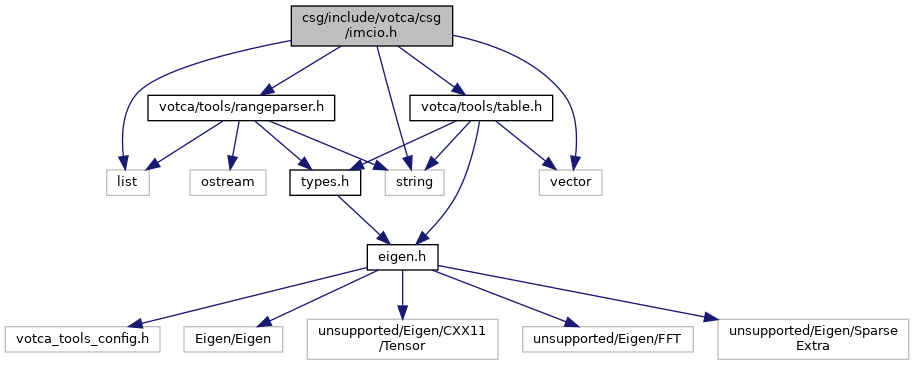 csg/include/votca/csg
/imcio.h
votca/tools/rangeparser.h
votca/tools/table.h
list
ostream
types.h
string
vector
eigen.h
votca_tools_config.h
Eigen/Eigen
unsupported/Eigen/CXX11
/Tensor
unsupported/Eigen/FFT
unsupported/Eigen/Sparse
Extra